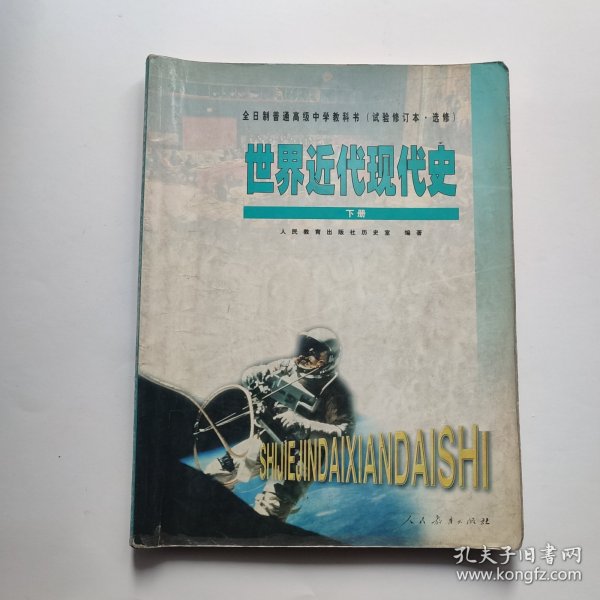 全日制普通高级中学教科书（试验修订本·选修）
世界近代现代史
下册
人民教育出版社历史室 编著
SHIJIEJINDAIXIANDAISHI
人民教育出版社
孔夫子旧书网
www.kongfz.com